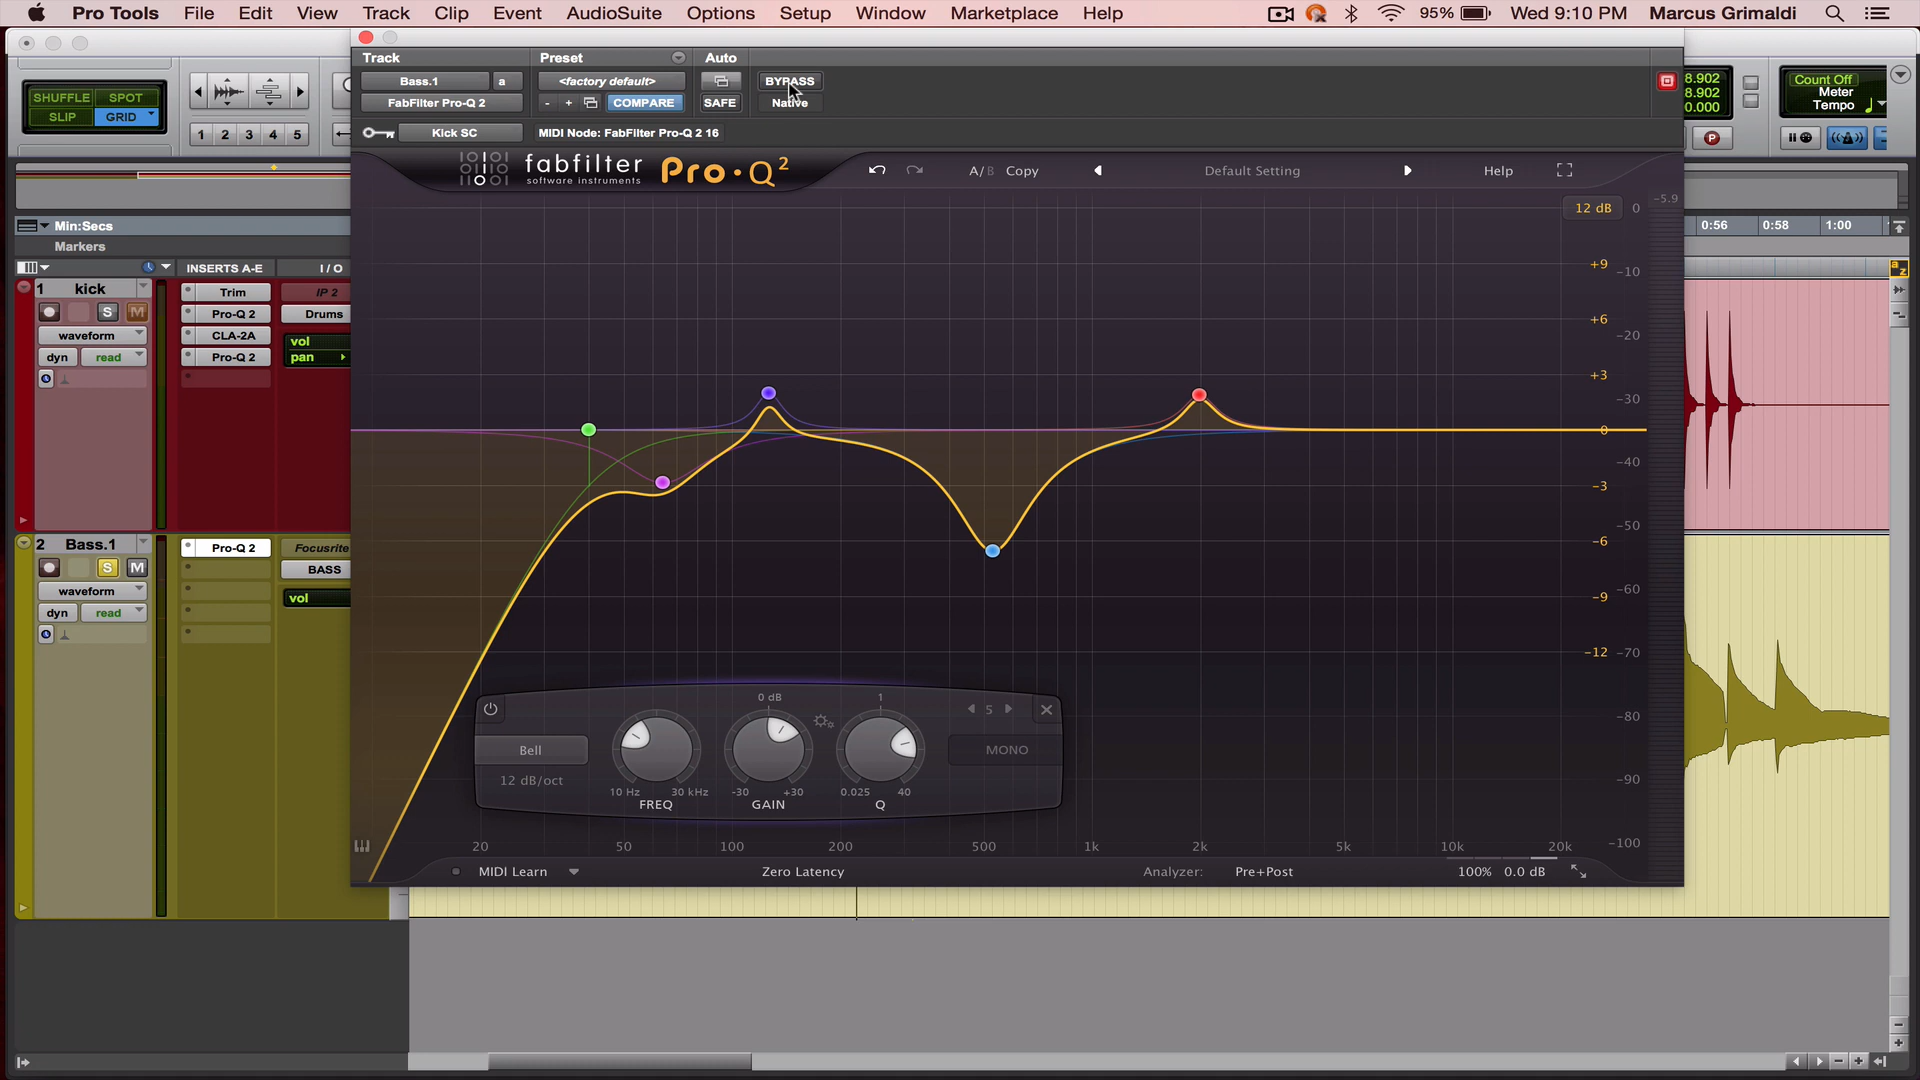 Pro Tools File Edit View Track Clip Event AudioSuite Options Setup Window Marketplace Help 95% Wed 9:10 PM Marcus Grimaldi
Track Preset Auto
Bass.1 a <factory default> BYPASS
FabFilter Pro-Q 2 - + COMPARE SAFE Native
Kick SC MIDI Node: FabFilter Pro-Q 2 16
SHUFFLE SPOT
SLIP GRID
1 2 3 4 5
8.902
8.902
0.000
Count Off
Meter
Tempo
P
fabfilter
software instruments
Pro·Q2
A/B Copy Default Setting Help
12 dB 0 -5.9
+9 -10
+6 -20
+3 -30
0 -40
-3 -50
-6 -60
-9
-12 -70
-80
-90
-100
Min:Secs
Markers
0:56 0:58 1:00
INSERTS A-E I / O
a z
1 kick
S M
waveform
dyn read
Trim
Pro-Q 2
CLA-2A
Pro-Q 2
IP 2
Drums
vol
pan
2 Bass.1
S M
waveform
dyn read
Pro-Q 2
Focusrite
BASS
vol
0 dB 1 5
Bell MONO
12 dB/oct
10 Hz 30 kHz -30 +30 0.025 40
FREQ GAIN Q
20 50 100 200 500 1k 2k 5k 10k 20k
MIDI Learn Zero Latency Analyzer: Pre+Post 100% 0.0 dB